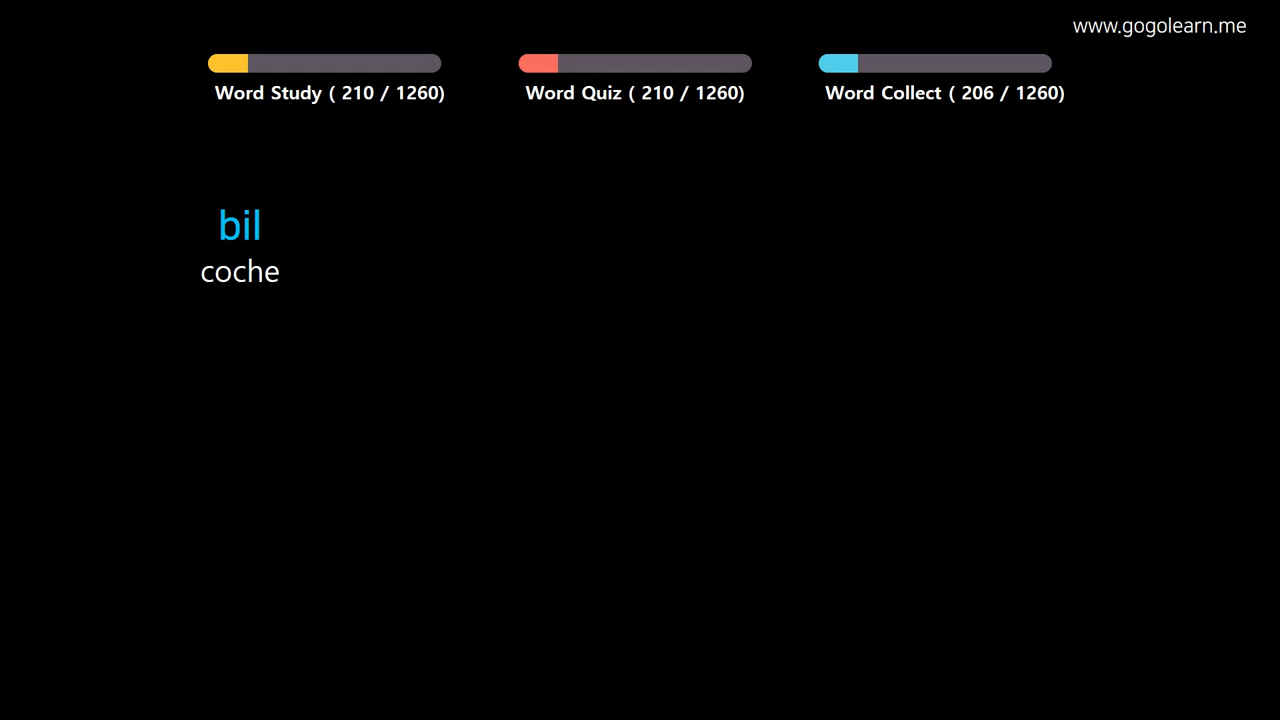 www.gogolearn.me
Word Study ( 210 / 1260)
Word Quiz ( 210 / 1260)
Word Collect ( 206 / 1260)
bil
coche